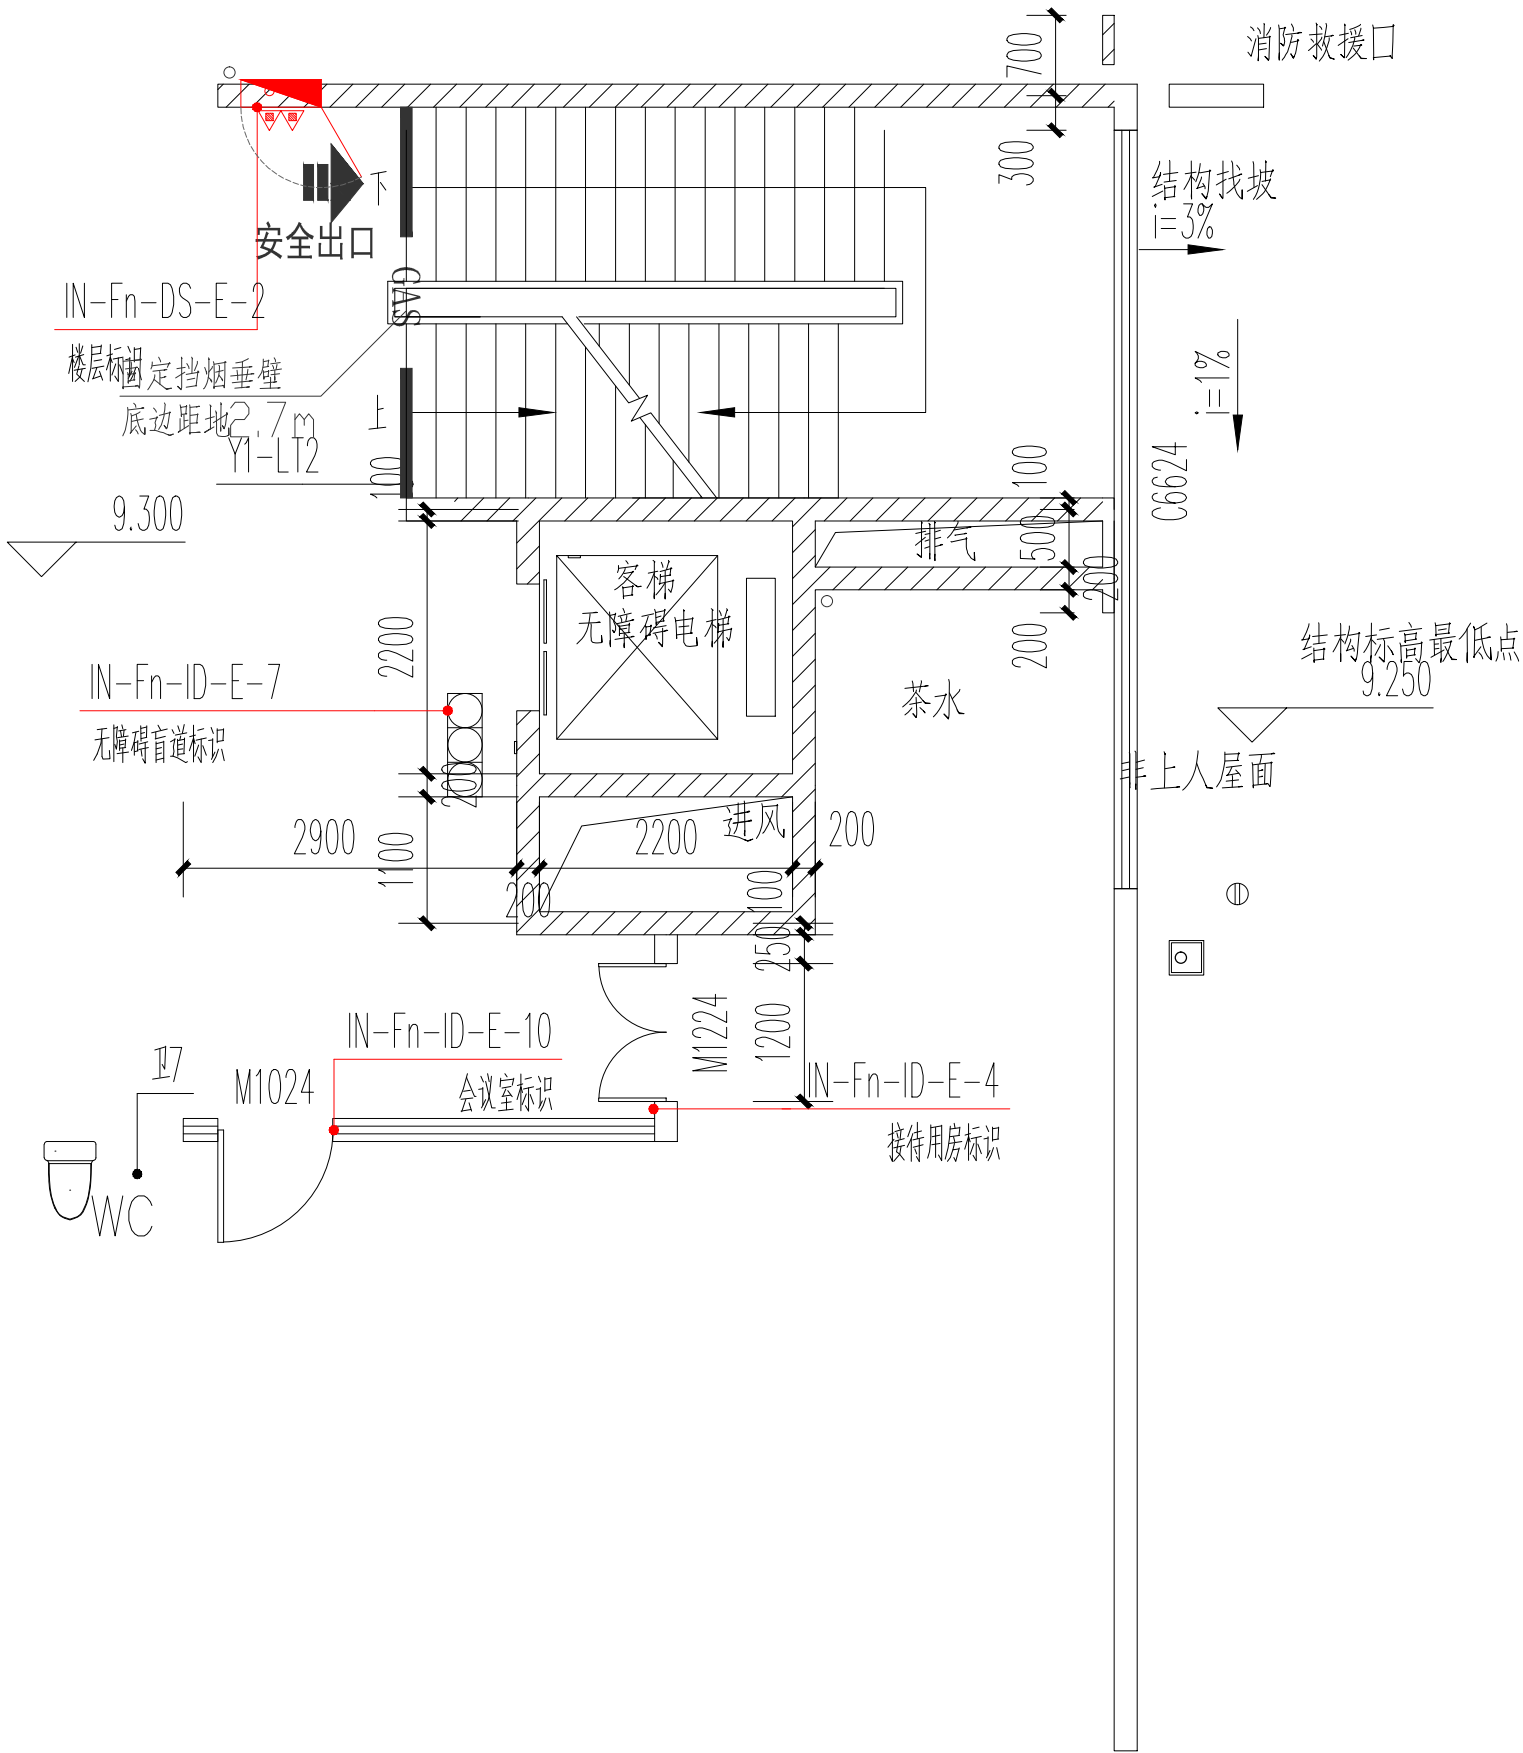 消防救援口
700
300
结构找坡
i=3%
下
安全出口
GAS
IN-Fn-DS-E-2
楼层标识
固定挡烟垂壁
底边距地2.7m
i=1%
上
Y1-LT2
100
100
C6624
9.300
排气
500
200
200
客梯
无障碍电梯
2200
结构标高最低点
9.250
IN-Fn-ID-E-7
无障碍盲道标识
茶水
非上人屋面
200
进风
2900
2200
200
1100
200
100
250
1200
M1224
IN-Fn-ID-E-10
会议室标识
卫7
M1024
IN-Fn-ID-E-4
接待用房标识
WC